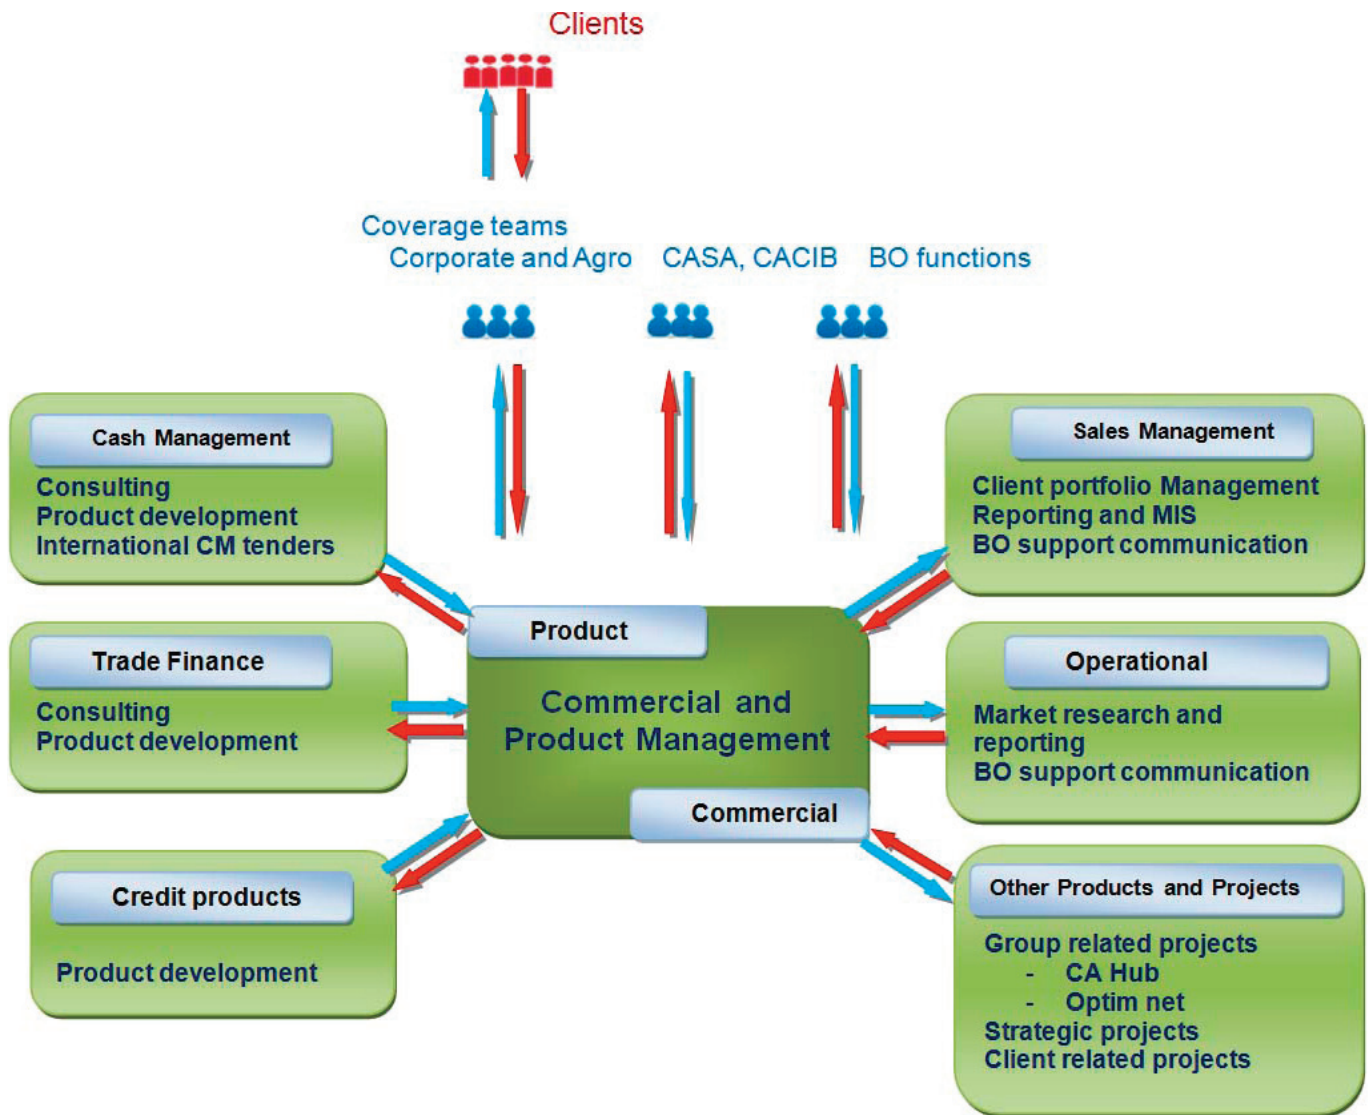 Clients
Coverage teams
Corporate and Agro
CASA, CACIB
BO functions
Cash Management
Consulting
Product development
International CM tenders
Trade Finance
Consulting
Product development
Credit products
Product development
Product
Commercial and
Product Management
Commercial
Sales Management
Client portfolio Management
Reporting and MIS
BO support communication
Operational
Market research and
reporting
BO support communication
Other Products and Projects
Group related projects
- CA Hub
- Optim net
Strategic projects
Client related projects